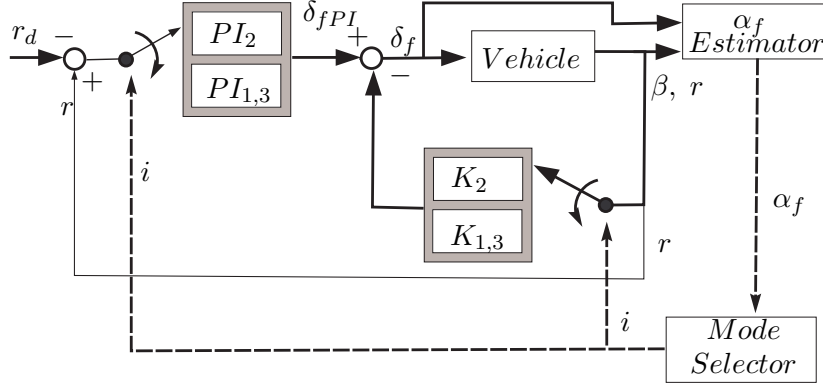 r_d
−
+
r
PI_2
PI_{1,3}
δ_{fPI}
+
−
δ_f
Vehicle
α_f
Estimator
β, r
i
K_2
K_{1,3}
r
α_f
i
Mode
Selector